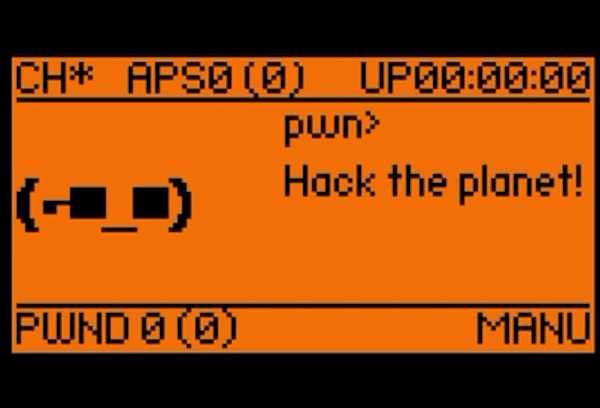 CH* APS0(0) UP00:00:00
pwn>
Hack the planet!
(⌐■_■)
PWND 0(0) MANU